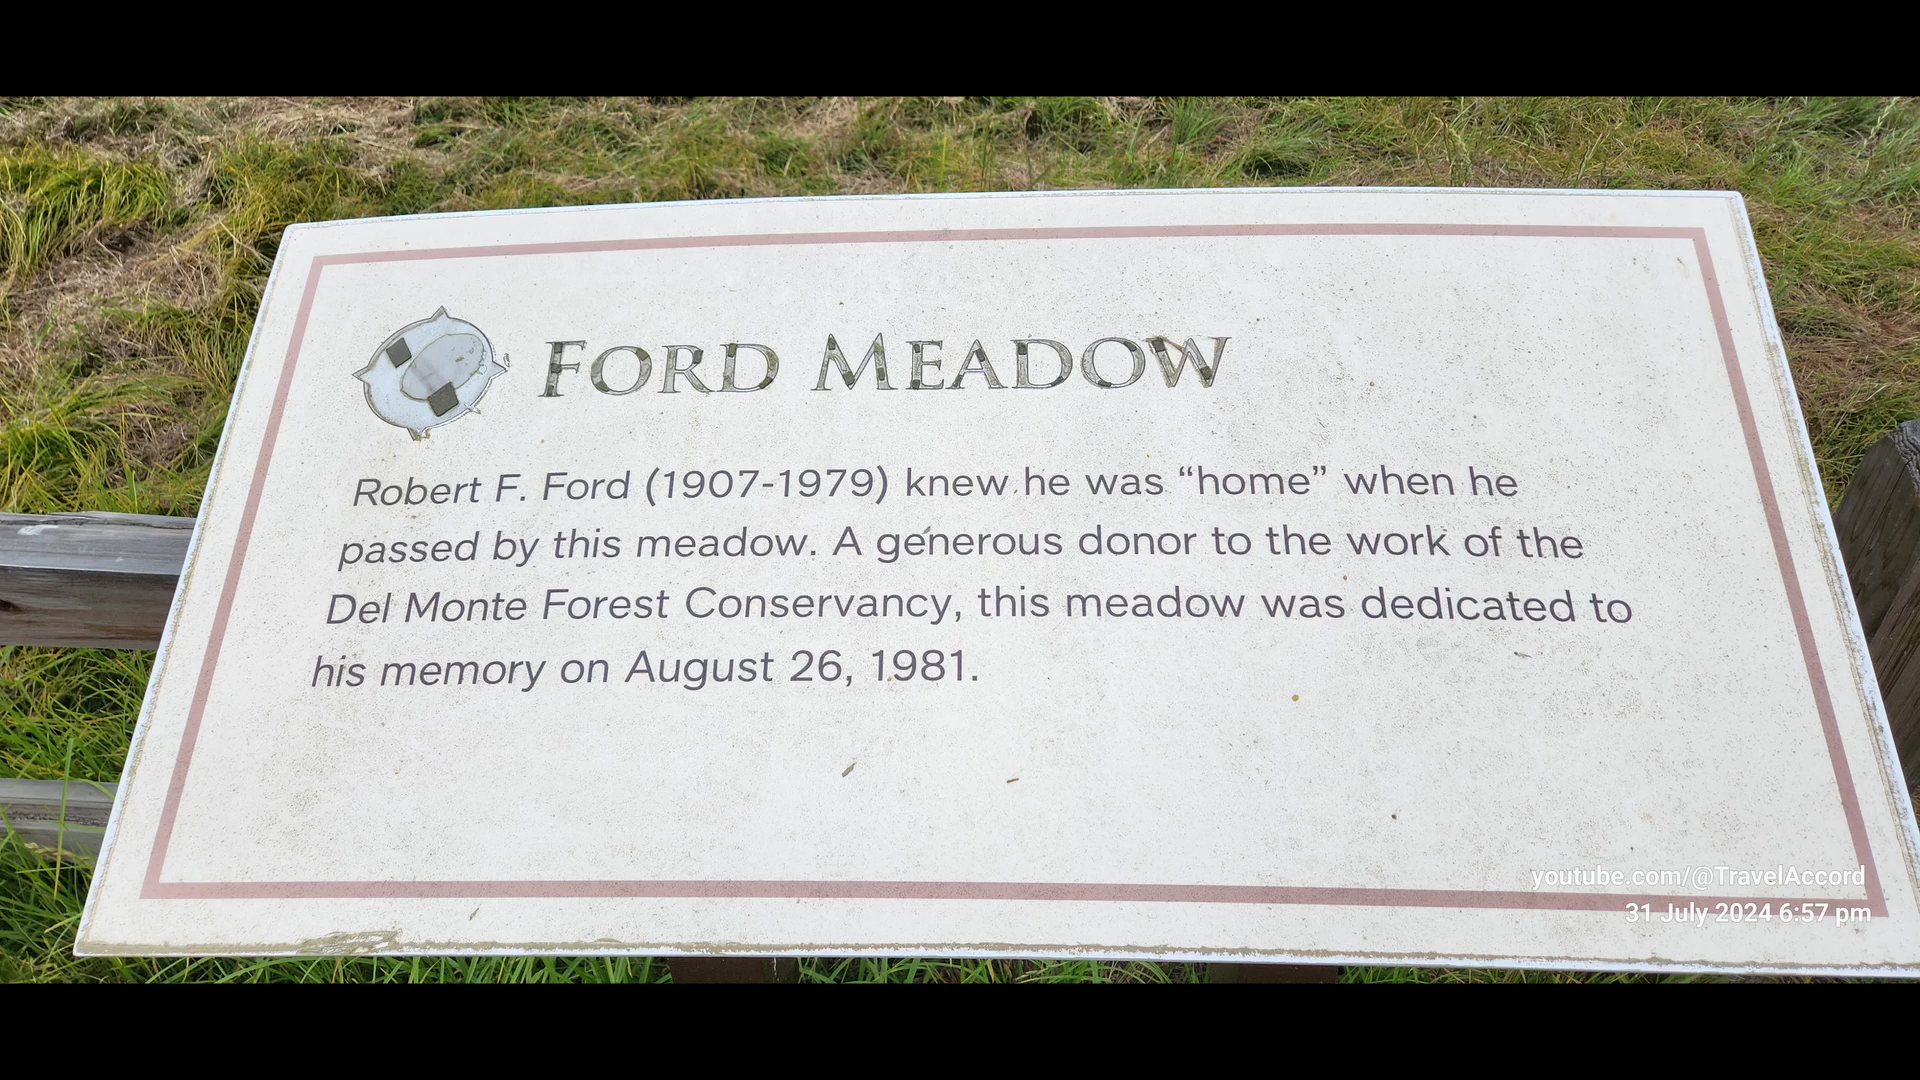 FORD MEADOW
Robert F. Ford (1907-1979) knew he was “home” when he
passed by this meadow. A generous donor to the work of the
Del Monte Forest Conservancy, this meadow was dedicated to
his memory on August 26, 1981.
youtube.com/@TravelAccord
31 July 2024 6:57 pm